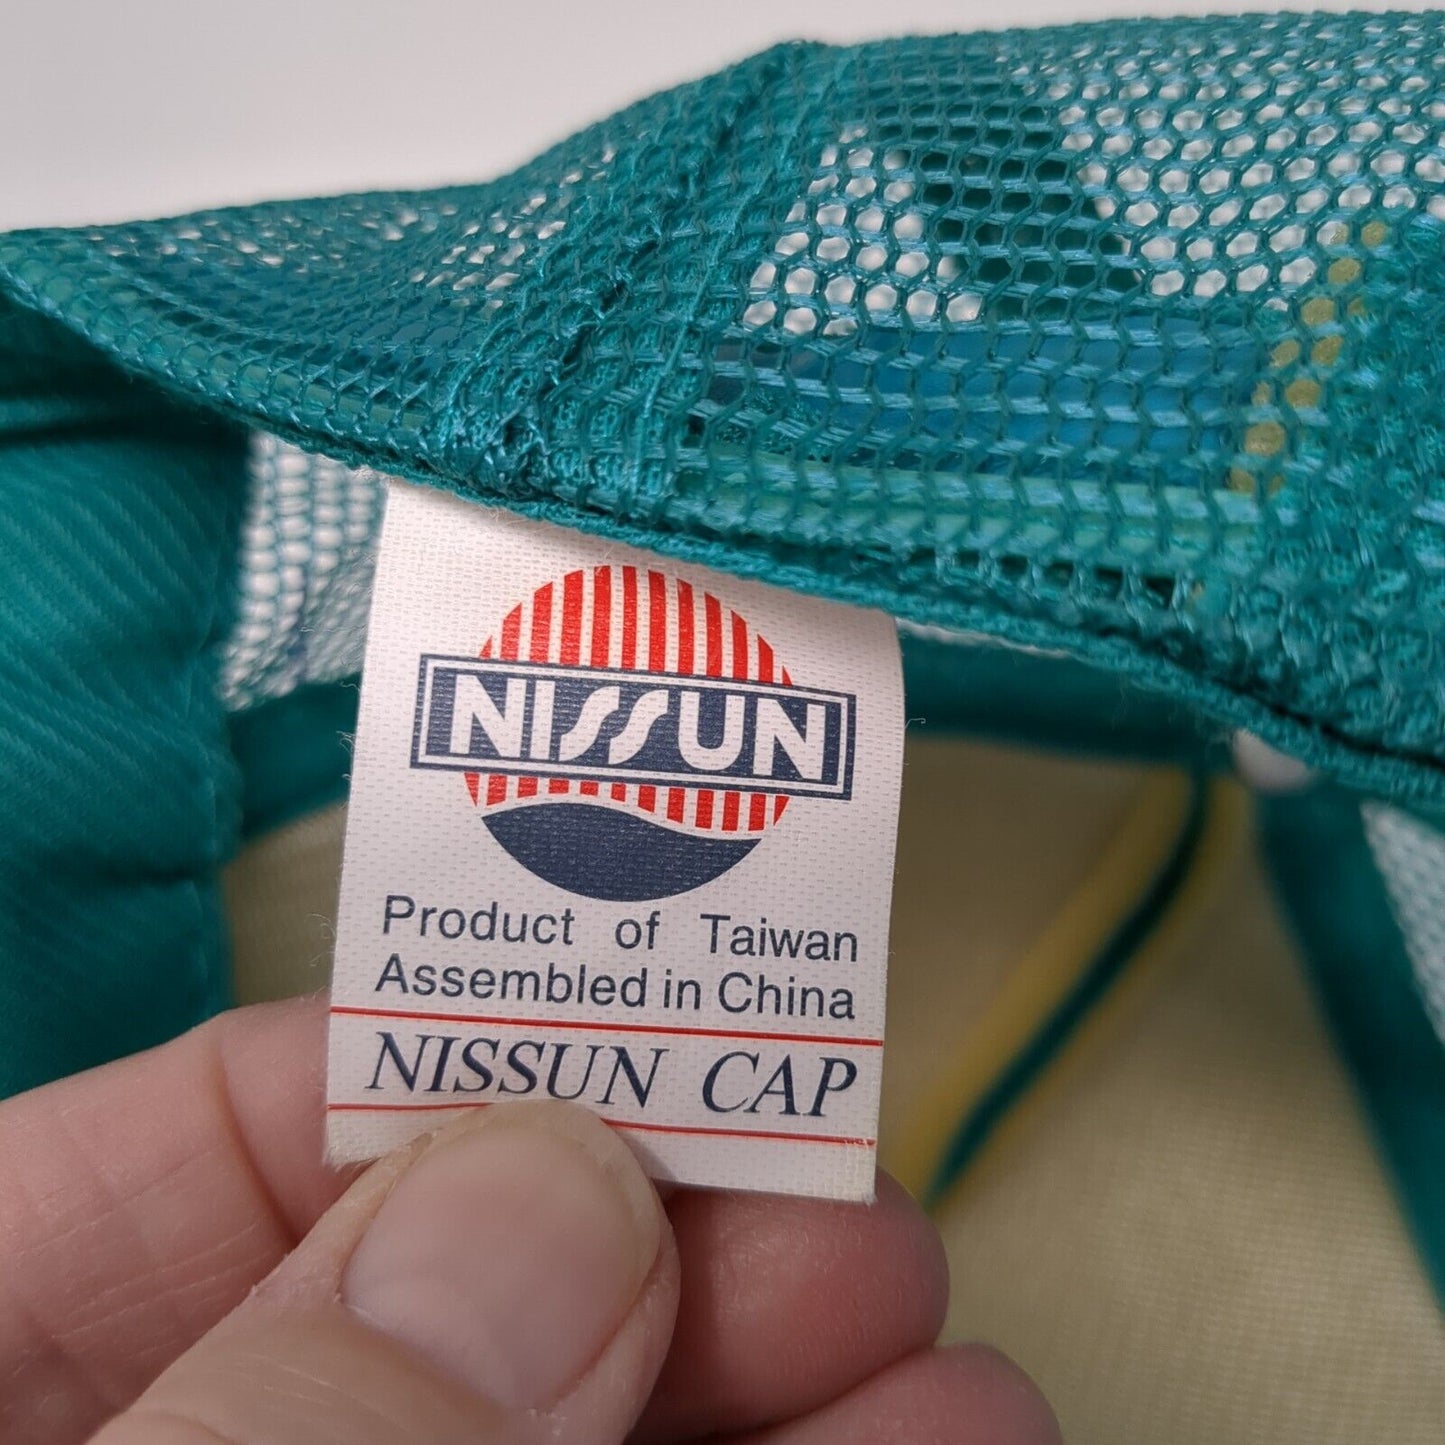 NISSUN
Product of Taiwan
Assembled in China
NISSUN CAP